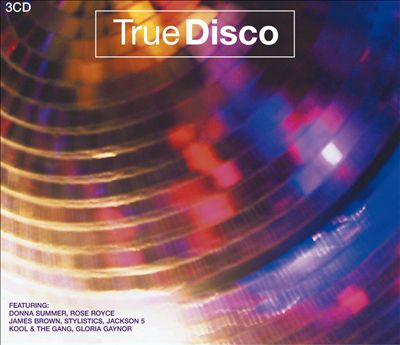 3CD
True Disco
FEATURING:
DONNA SUMMER, ROSE ROYCE
JAMES BROWN, STYLISTICS, JACKSON 5
KOOL & THE GANG, GLORIA GAYNOR